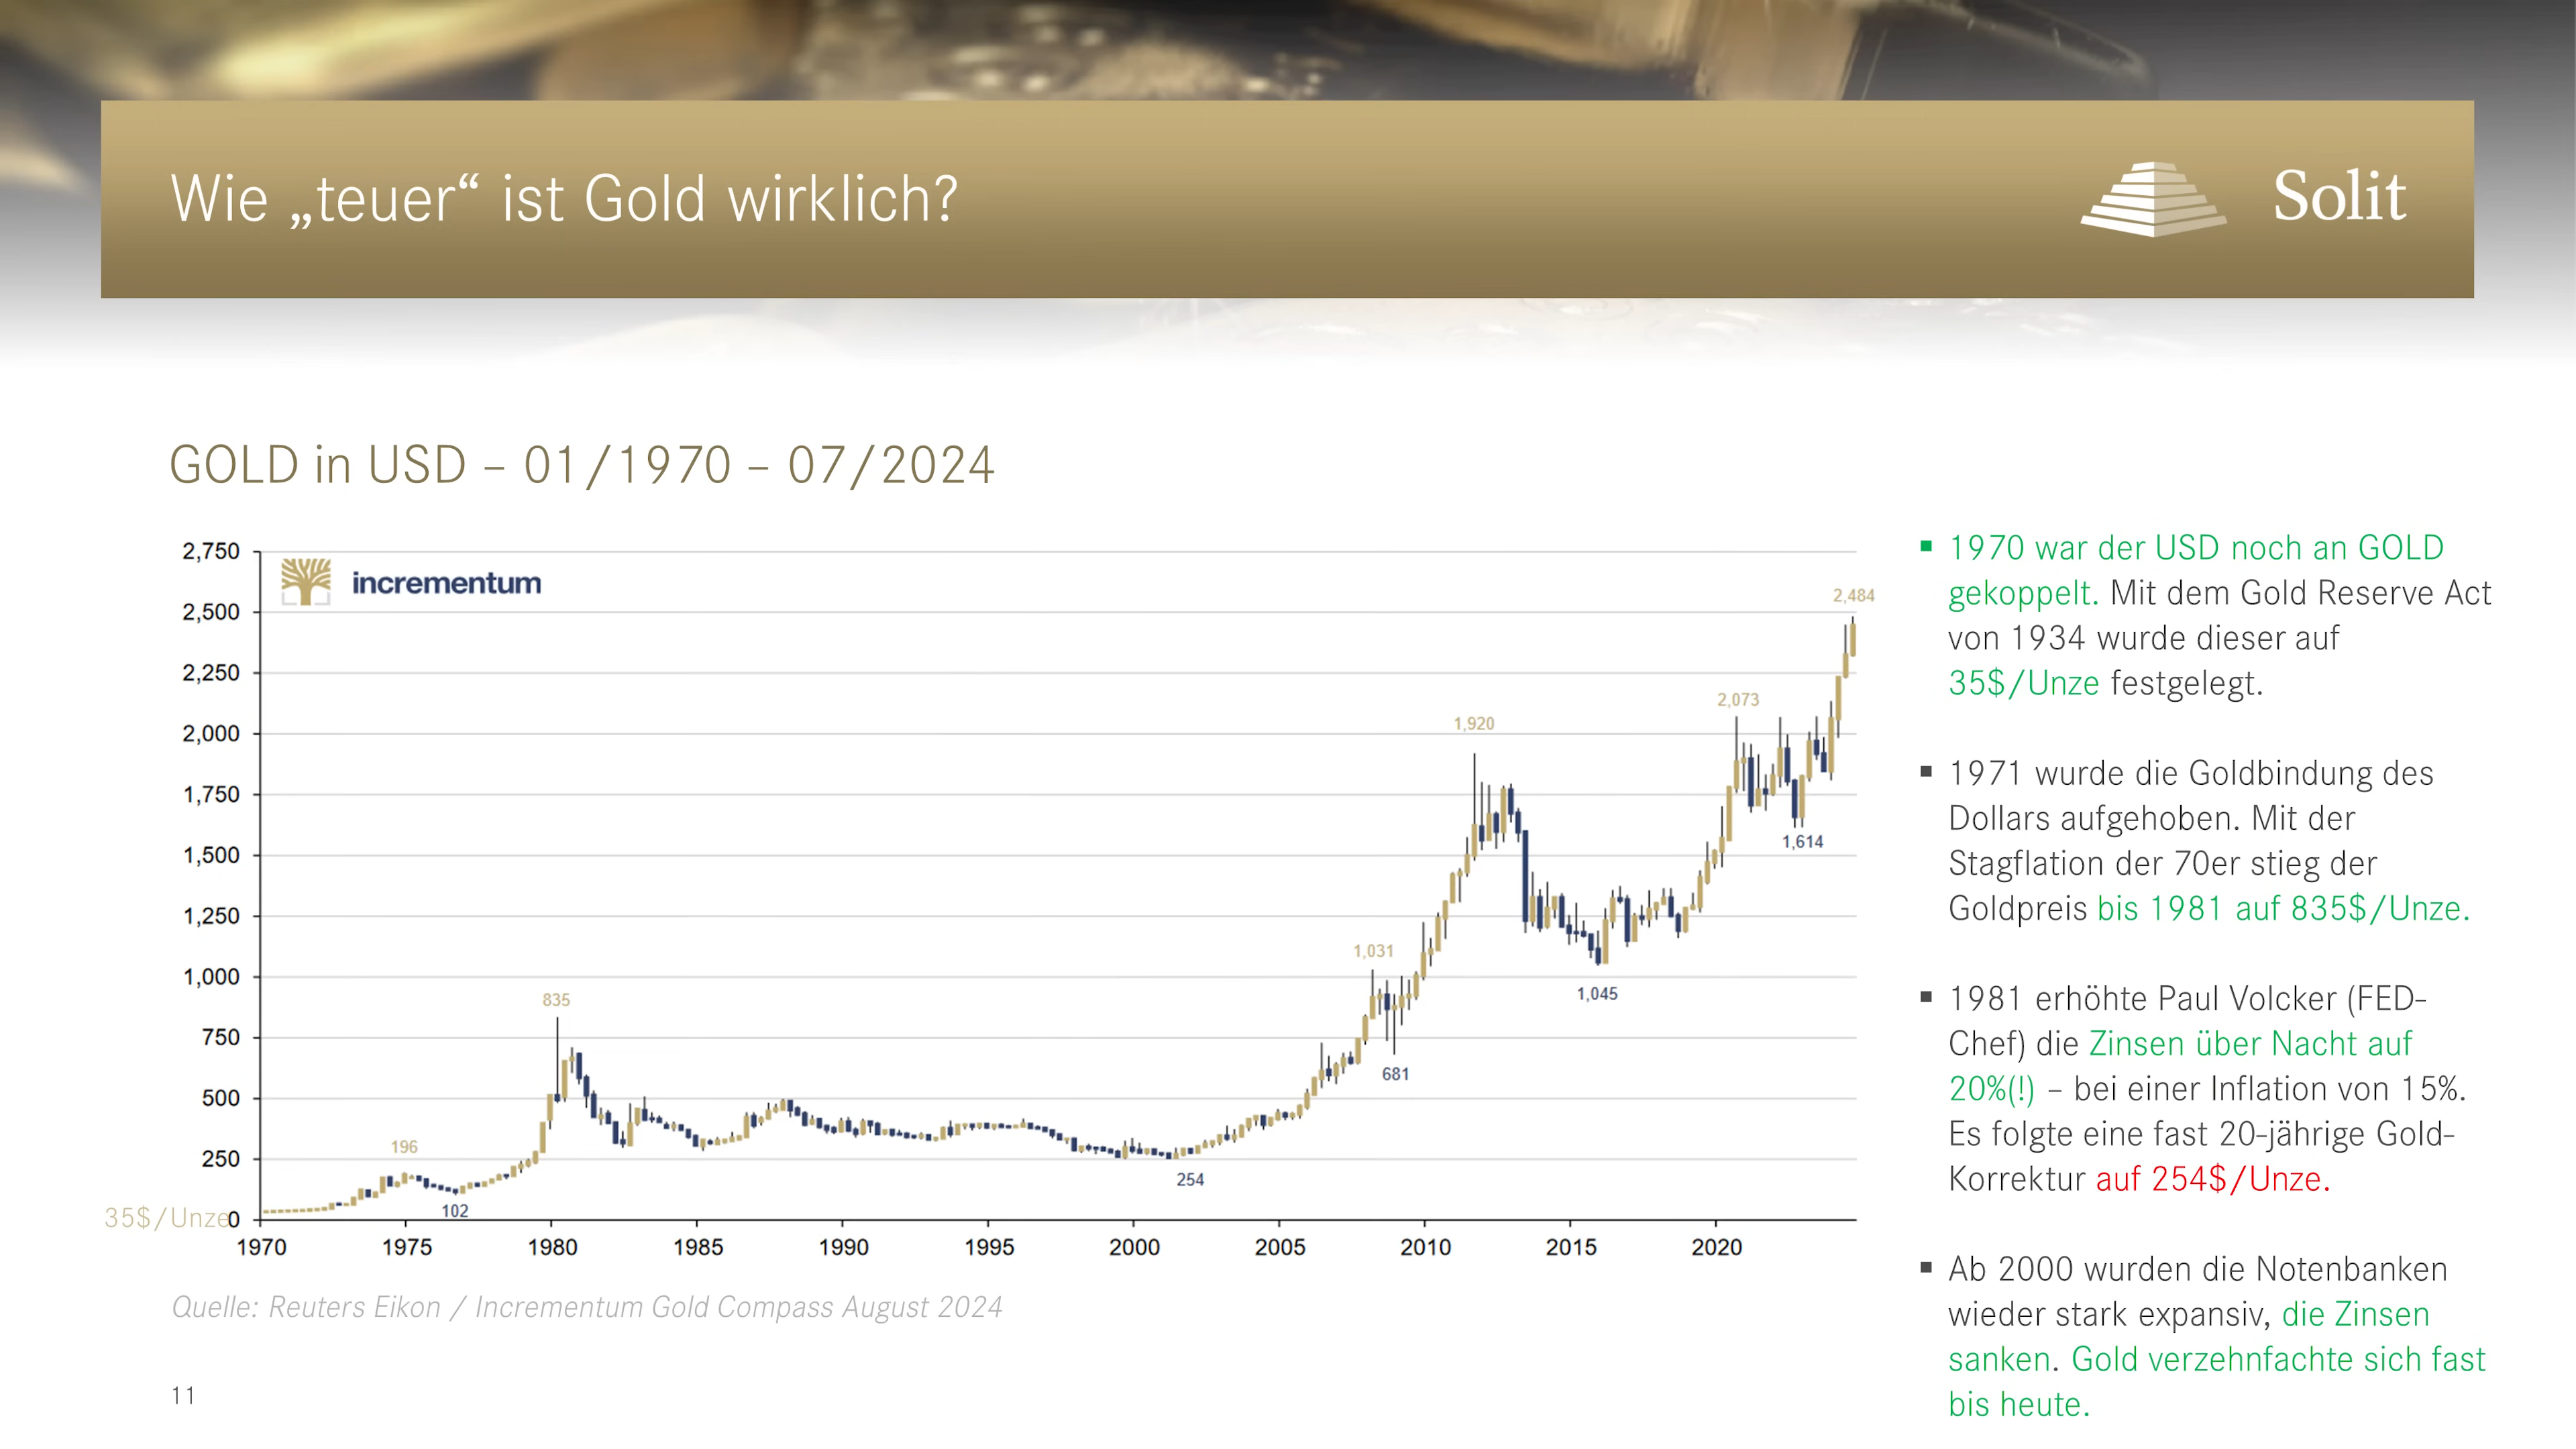 Wie „teuer“ ist Gold wirklich?
Solit
GOLD in USD – 01/1970 – 07/2024
incrementum
2,750
2,500
2,250
2,000
1,750
1,500
1,250
1,000
750
500
250
35$/Unze
0
1970
1975
1980
1985
1990
1995
2000
2005
2010
2015
2020
196
102
835
254
1,031
681
1,920
1,045
2,073
1,614
2,484
Quelle: Reuters Eikon / Incrementum Gold Compass August 2024
11
▪ 1970 war der USD noch an GOLD
gekoppelt. Mit dem Gold Reserve Act
von 1934 wurde dieser auf
35$/Unze festgelegt.
▪ 1971 wurde die Goldbindung des
Dollars aufgehoben. Mit der
Stagflation der 70er stieg der
Goldpreis bis 1981 auf 835$/Unze.
▪ 1981 erhöhte Paul Volcker (FED-
Chef) die Zinsen über Nacht auf
20%(!) – bei einer Inflation von 15%.
Es folgte eine fast 20-jährige Gold-
Korrektur auf 254$/Unze.
▪ Ab 2000 wurden die Notenbanken
wieder stark expansiv, die Zinsen
sanken. Gold verzehnfachte sich fast
bis heute.